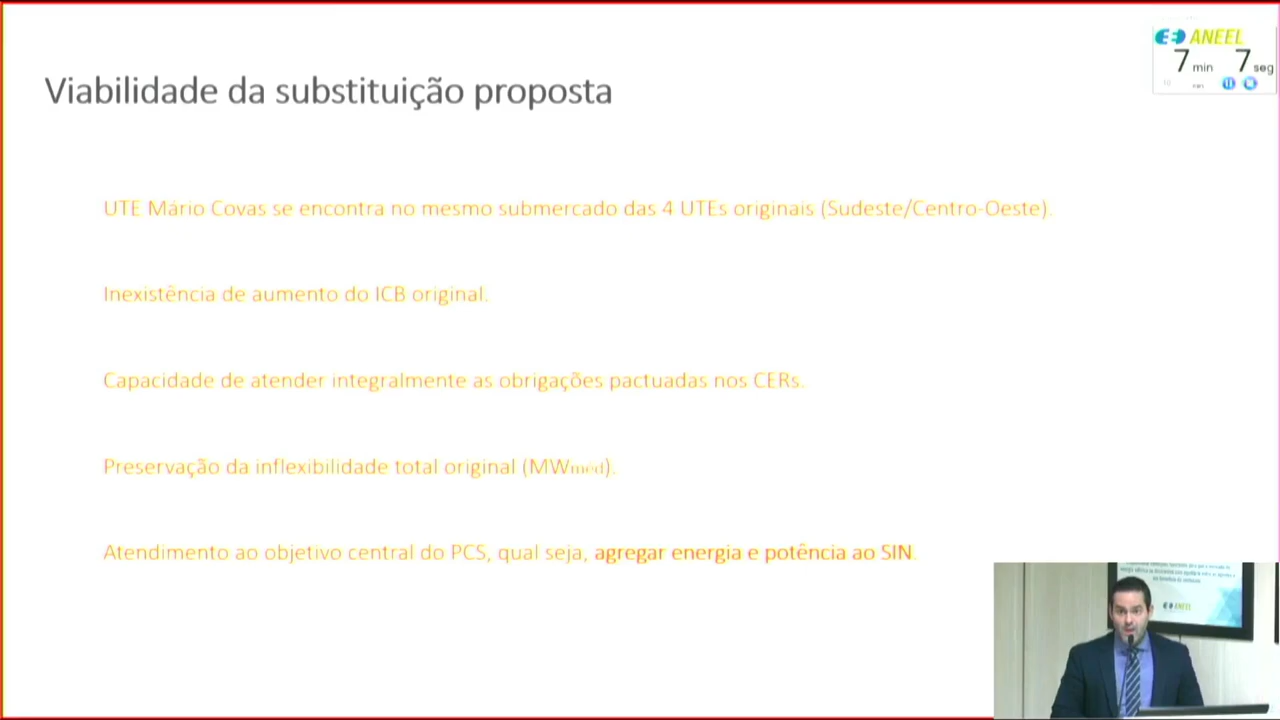 ANEEL
7 min 7 seg
Viabilidade da substituição proposta
UTE Mário Covas se encontra no mesmo submercado das 4 UTEs originais (Sudeste/Centro-Oeste).
Inexistência de aumento do ICB original.
Capacidade de atender integralmente as obrigações pactuadas nos CERs.
Preservação da inflexibilidade total original (MWmed).
Atendimento ao objetivo central do PCS, qual seja, agregar energia e potência ao SIN.
ANEEL